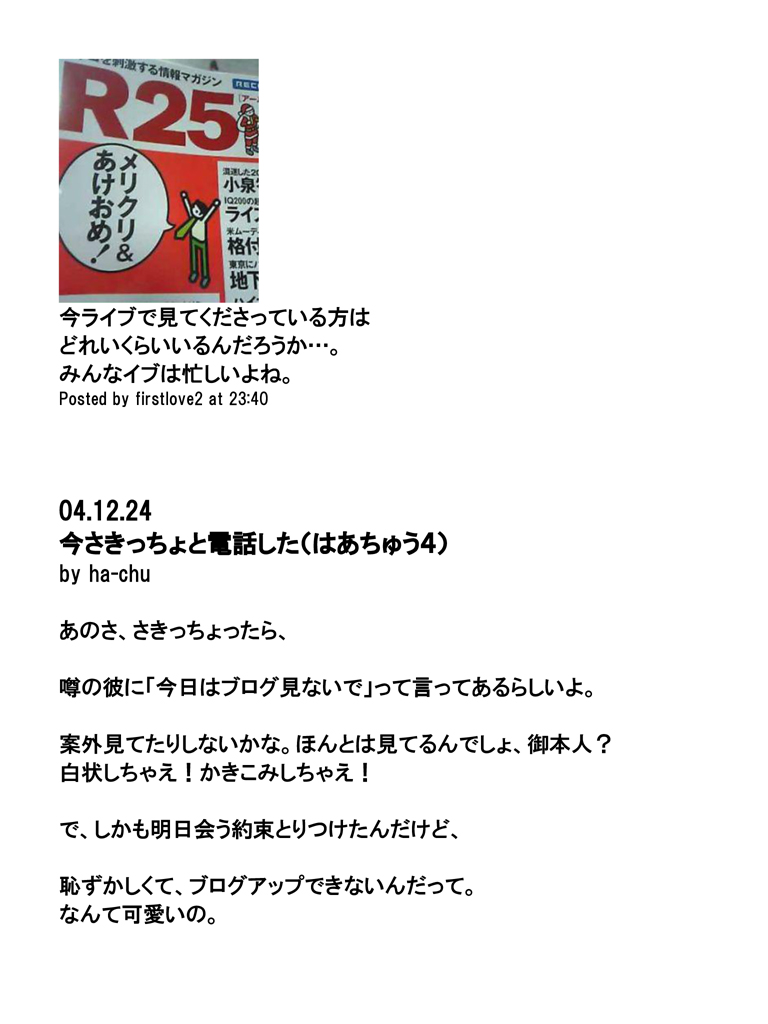 を刺激する情報マガジン
R25
メリクリ&
あけおめ!
小泉
IQ200の
ライ
格付
東京に
地下
今ライブで見てくださっている方は
どれいくらいいるんだろうか…。
みんなイブは忙しいよね。
Posted by firstlove2 at 23:40
04.12.24
今さきっちょと電話した(はあちゅう4)
by ha-chu
あのさ、さきっちょったら、
噂の彼に「今日はブログ見ないで」って言ってあるらしいよ。
案外見てたりしないかな。ほんとは見てるんでしょ、御本人?
白状しちゃえ!かきこみしちゃえ!
で、しかも明日会う約束とりつけたんだけど、
恥ずかしくて、ブログアップできないんだって。
なんて可愛いの。